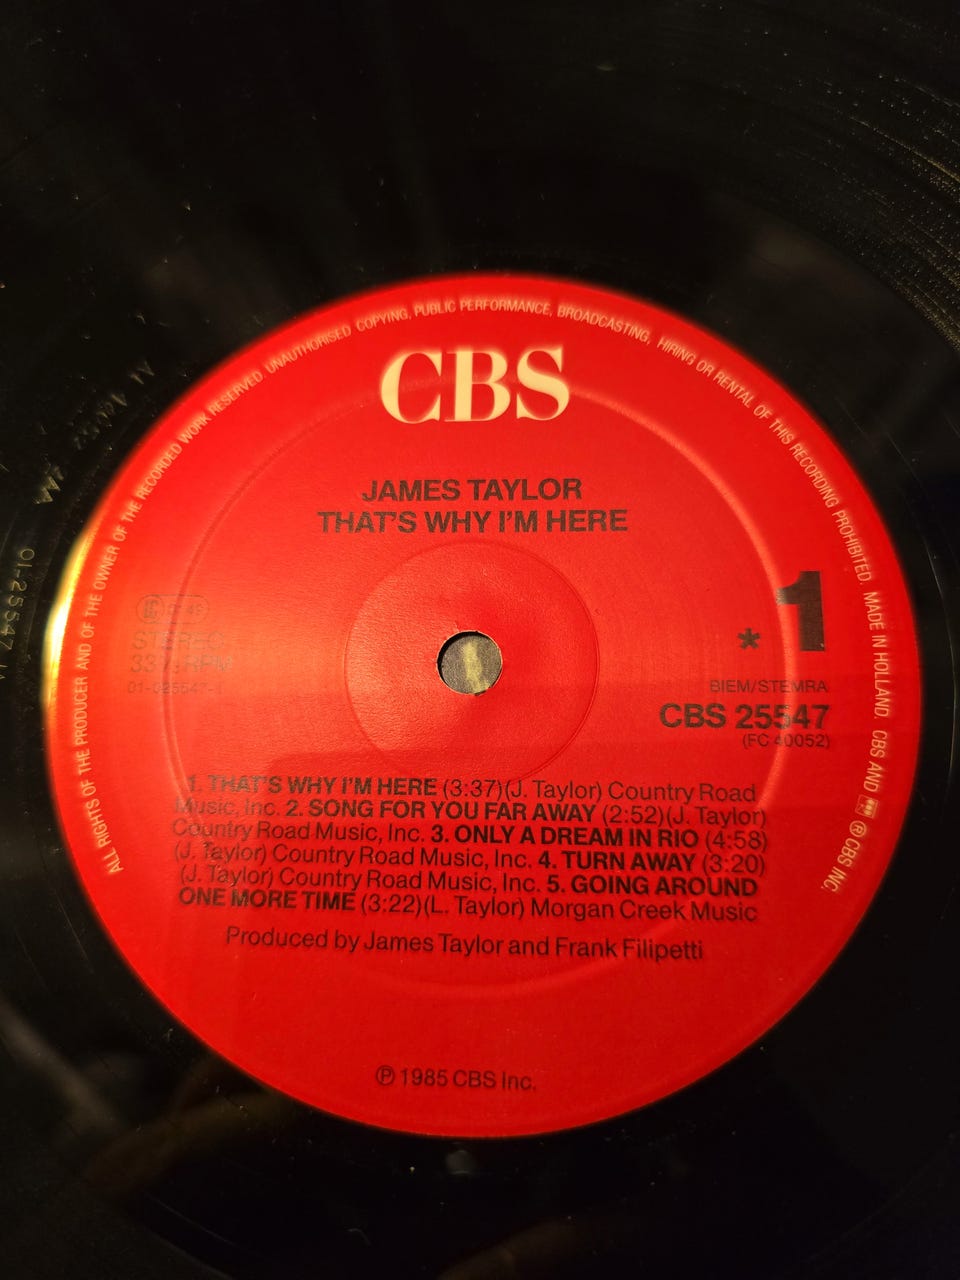 ALL RIGHTS OF THE PRODUCER AND OF THE OWNER OF THE RECORDED WORK RESERVED. UNAUTHORISED COPYING, PUBLIC PERFORMANCE, BROADCASTING, HIRING OR RENTAL OF THIS RECORDING PROHIBITED. MADE IN HOLLAND. CBS AND ℗ CBS INC.
CBS
JAMES TAYLOR
THAT'S WHY I'M HERE
STEREO
33⅓ RPM
01-025547-1
1
*
BIEM/STEMRA
CBS 25547
(FC 40052)
1. THAT'S WHY I'M HERE (3:37)(J. Taylor) Country Road
Music, Inc. 2. SONG FOR YOU FAR AWAY (2:52)(J. Taylor)
Country Road Music, Inc. 3. ONLY A DREAM IN RIO (4:58)
(J. Taylor) Country Road Music, Inc. 4. TURN AWAY (3:20)
(J. Taylor) Country Road Music, Inc. 5. GOING AROUND
ONE MORE TIME (3:22)(L. Taylor) Morgan Creek Music
Produced by James Taylor and Frank Filipetti
℗ 1985 CBS Inc.
01-25547